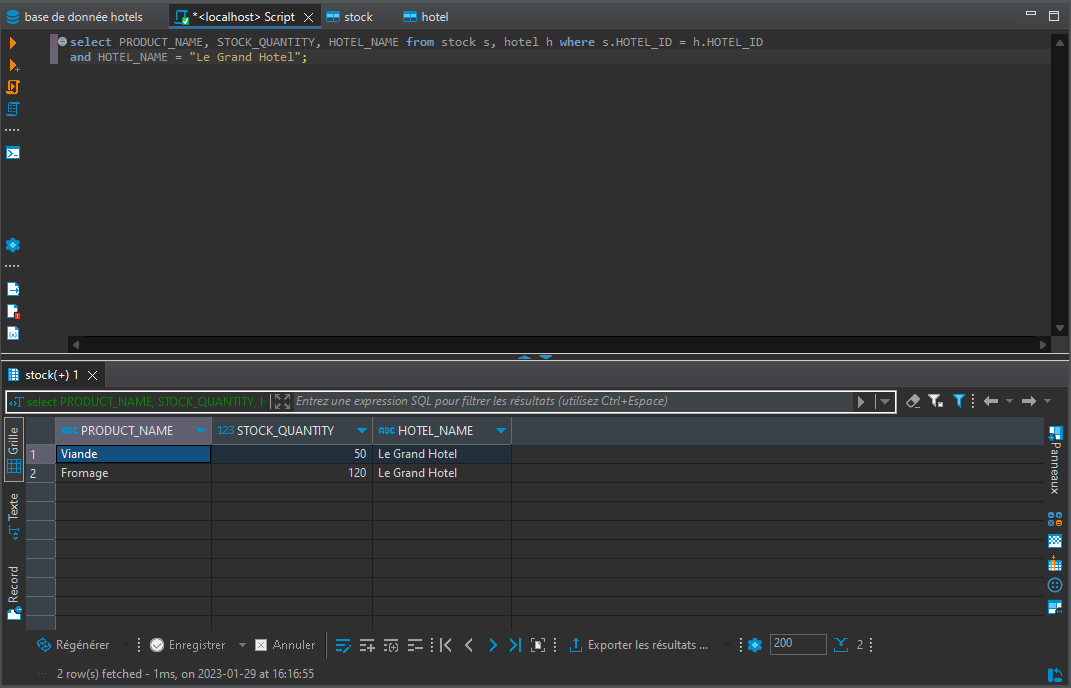 base de donnée hotels
*<localhost> Script
stock
hotel
select PRODUCT_NAME, STOCK_QUANTITY, HOTEL_NAME from stock s, hotel h where s.HOTEL_ID = h.HOTEL_ID
and HOTEL_NAME = "Le Grand Hotel";
stock(+) 1
select PRODUCT_NAME, STOCK_QUANTITY, H
Entrez une expression SQL pour filtrer les résultats (utilisez Ctrl+Espace)
Grille
Texte
Record
ABC PRODUCT_NAME 123 STOCK_QUANTITY ABC HOTEL_NAME
1 Viande 50 Le Grand Hotel
2 Fromage 120 Le Grand Hotel
Panneaux
Régénérer Enregistrer Annuler Exporter les résultats ... 200 2
2 row(s) fetched - 1ms, on 2023-01-29 at 16:16:55